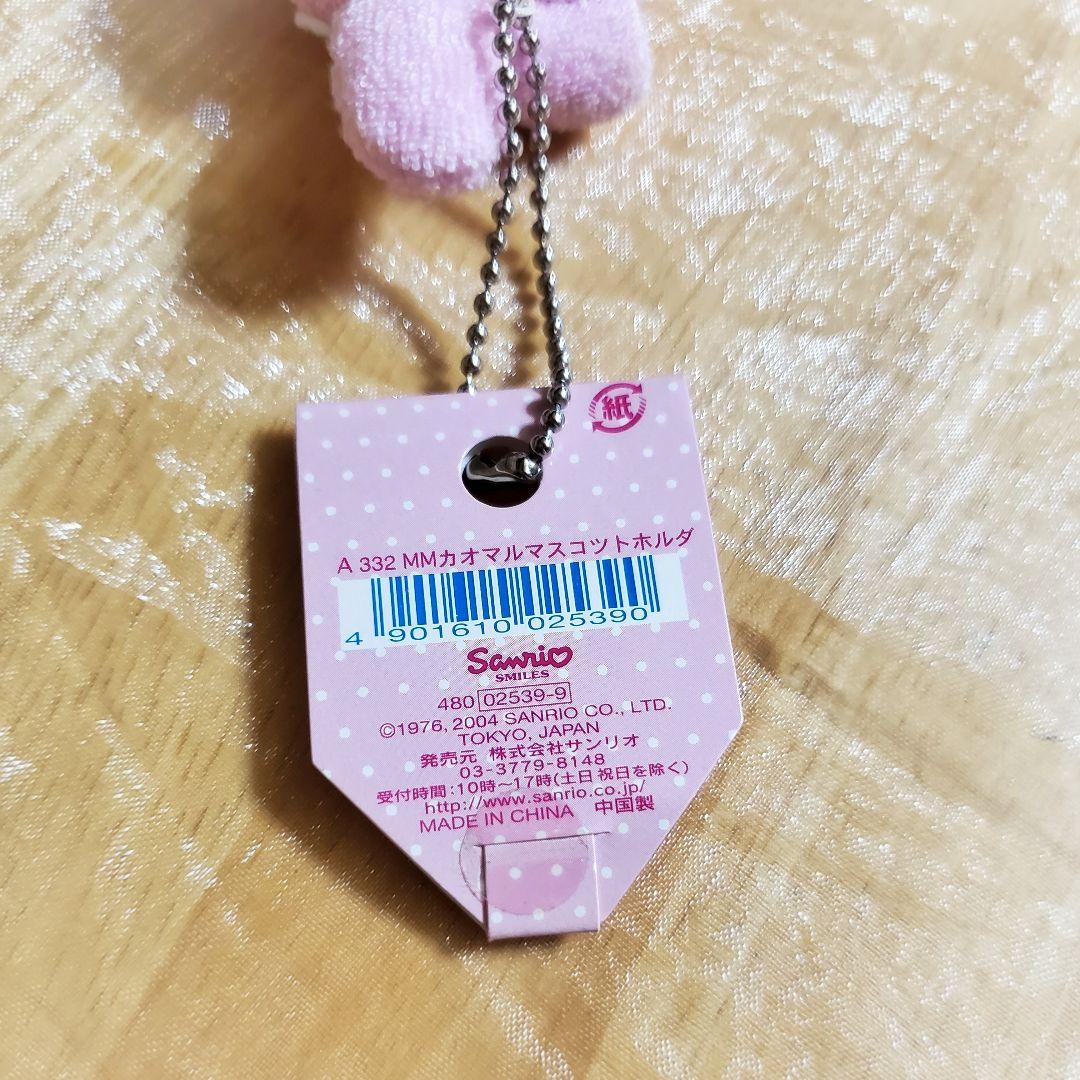 紙
A 332 MMカオマルマスコツトホルダ
4 901610 025390
Sanrio
SMILES
480 02539-9
©1976, 2004 SANRIO CO., LTD.
TOKYO, JAPAN
発売元 株式会社サンリオ
03-3779-8148
受付時間:10時~17時(土日祝日を除く)
http://www.sanrio.co.jp/
MADE IN CHINA 中国製